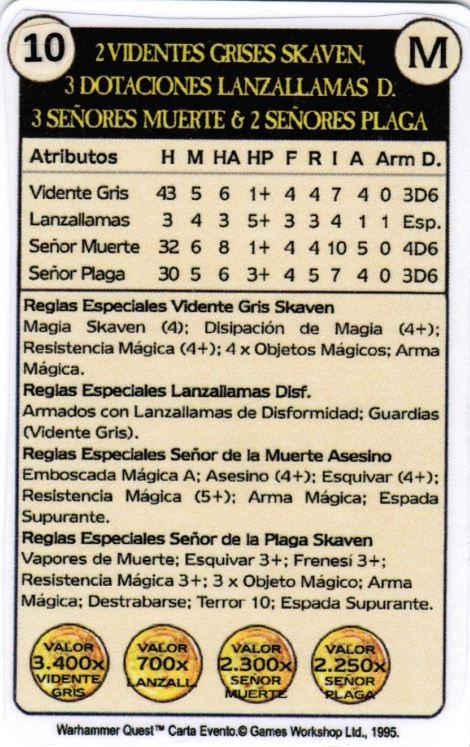 10
M
2 VIDENTES GRISES SKAVEN,
3 DOTACIONES LANZALLAMAS D.
3 SEÑORES MUERTE & 2 SEÑORES PLAGA
Atributos H M HA HP F R I A Arm D.
Vidente Gris 43 5 6 1+ 4 4 7 4 0 3D6
Lanzallamas 3 4 3 5+ 3 3 4 1 1 Esp.
Señor Muerte 32 6 8 1+ 4 4 10 5 0 4D6
Señor Plaga 30 5 6 3+ 4 5 7 4 0 3D6
Reglas Especiales Vidente Gris Skaven
Magia Skaven (4); Disipación de Magia (4+);
Resistencia Mágica (4+); 4 x Objetos Mágicos; Arma
Mágica.
Reglas Especiales Lanzallamas Disf.
Armados con Lanzallamas de Disformidad; Guardias
(Vidente Gris).
Reglas Especiales Señor de la Muerte Asesino
Emboscada Mágica A; Asesino (4+); Esquivar (4+);
Resistencia Mágica (5+); Arma Mágica; Espada
Supurante.
Reglas Especiales Señor de la Plaga Skaven
Vapores de Muerte; Esquivar 3+; Frenesí 3+;
Resistencia Mágica 3+; 3 x Objeto Mágico; Arma
Mágica; Destrabarse; Terror 10; Espada Supurante.
VALOR
3.400x
VIDENTE
GRIS
VALOR
700x
LANZALL.
VALOR
2.300x
SEÑOR
MUERTE
VALOR
2.250x
SEÑOR
PLAGA
Warhammer Quest™ Carta Evento.© Games Workshop Ltd., 1995.